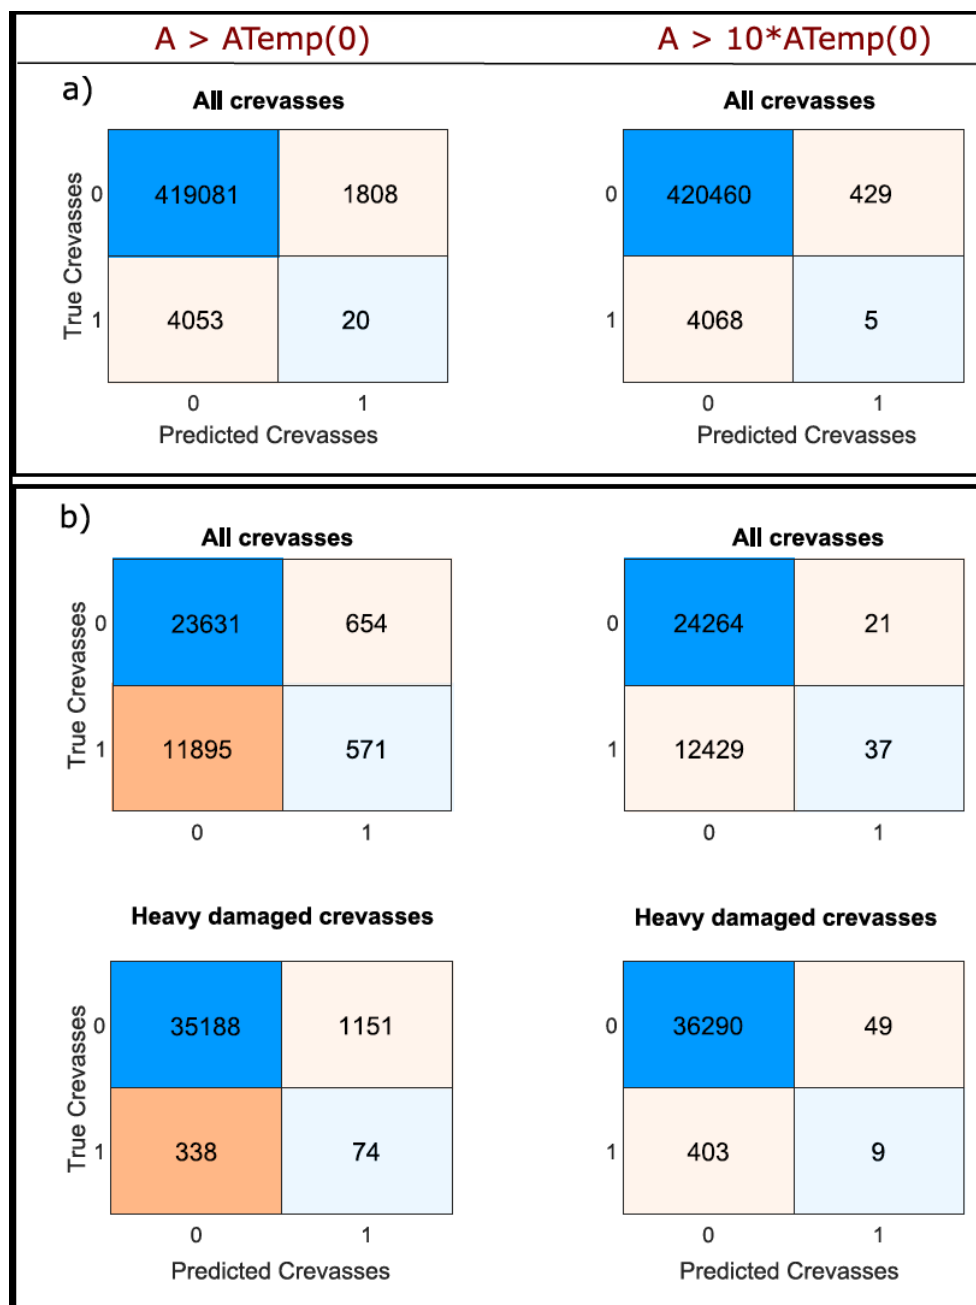 A > ATemp(0) A > 10*ATemp(0)
a)
All crevasses All crevasses
True Crevasses
0 419081 1808 0 420460 429
1 4053 20 1 4068 5
0 1 0 1
Predicted Crevasses Predicted Crevasses
b)
All crevasses All crevasses
True Crevasses
0 23631 654 0 24264 21
1 11895 571 1 12429 37
0 1 0 1
Heavy damaged crevasses Heavy damaged crevasses
True Crevasses
0 35188 1151 0 36290 49
1 338 74 1 403 9
0 1 0 1
Predicted Crevasses Predicted Crevasses